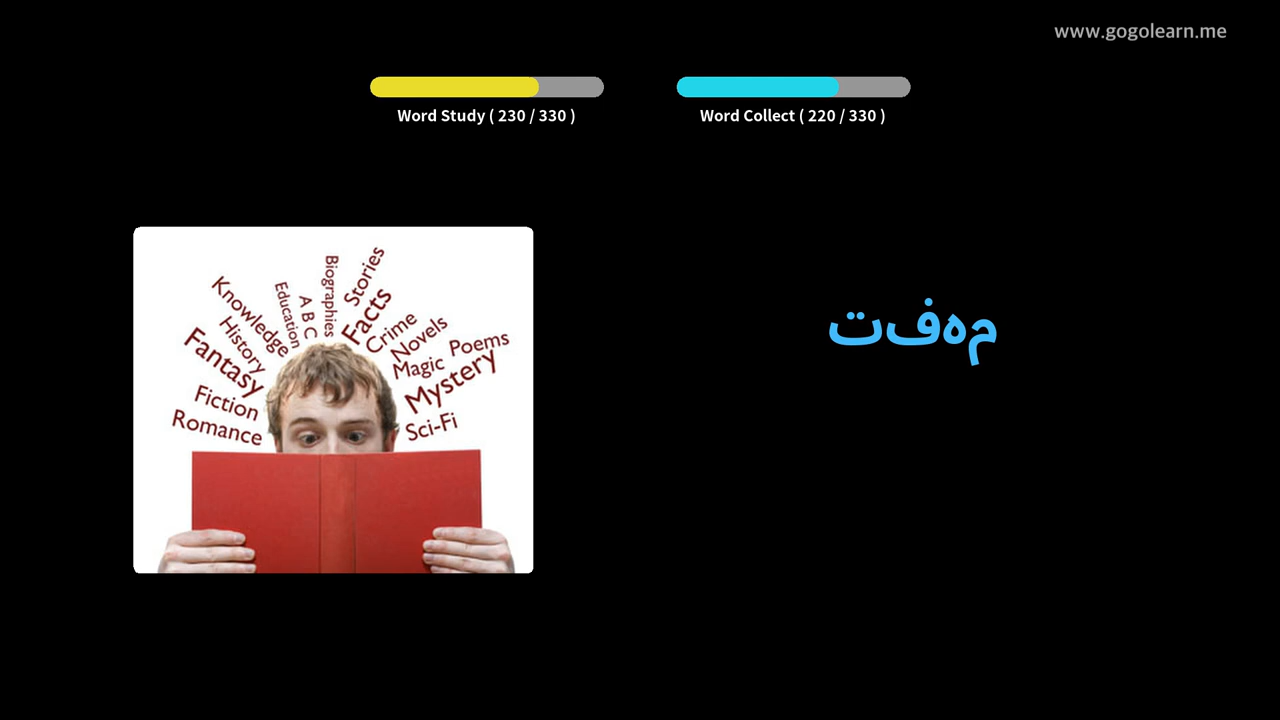 www.gogolearn.me
Word Study ( 230 / 330 )
Word Collect ( 220 / 330 )
Biographies
Stories
Knowledge
Education
A B C
Facts
Crime
History
Novels
Fantasy
Magic
Poems
Mystery
Fiction
Romance
Sci-Fi
مهفت